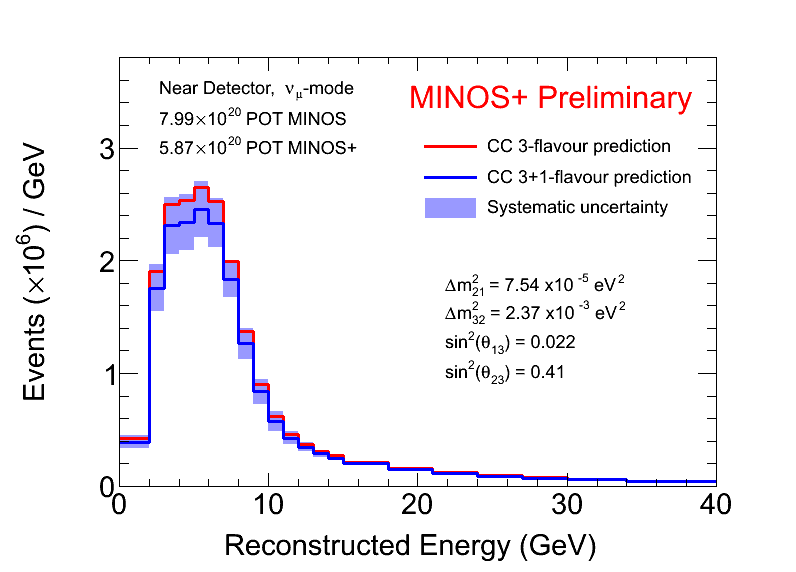 Near Detector, ν_μ-mode
7.99×10^20 POT MINOS
5.87×10^20 POT MINOS+
MINOS+ Preliminary
CC 3-flavour prediction
CC 3+1-flavour prediction
Systematic uncertainty
Δm²₂₁ = 7.54 x10^-5 eV²
Δm²₃₂ = 2.37 x10^-3 eV²
sin²(θ₁₃) = 0.022
sin²(θ₂₃) = 0.41
Events (×10⁶) / GeV
3
2
1
0
0 10 20 30 40
Reconstructed Energy (GeV)